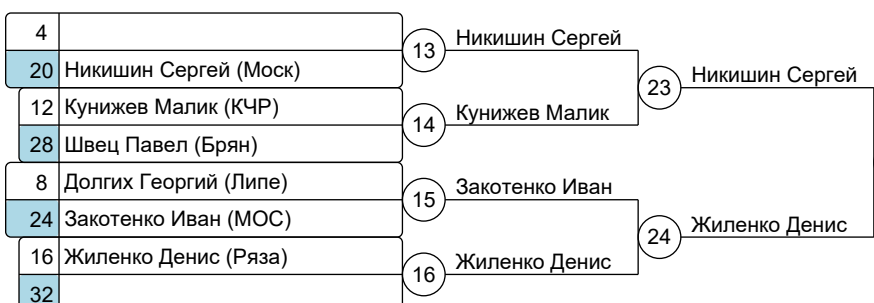 4
13 Никишин Сергей
20 Никишин Сергей (Моск)
23 Никишин Сергей
12 Кунижев Малик (КЧР)
14 Кунижев Малик
28 Швец Павел (Брян)
8 Долгих Георгий (Липе)
15 Закотенко Иван
24 Закотенко Иван (МОС)
24 Жиленко Денис
16 Жиленко Денис (Ряза)
16 Жиленко Денис
32